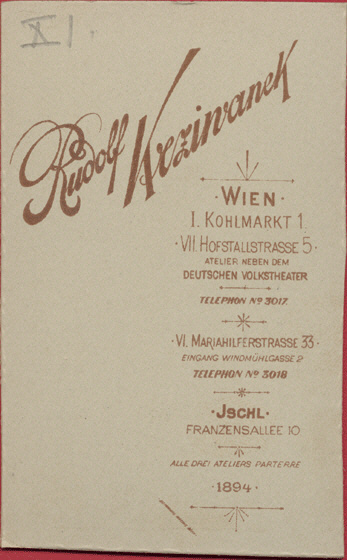 XI.
Rudolf Krziwanek
WIEN
I. KOHLMARKT 1.
VII. HOFSTALLSTRASSE 5
ATELIER NEBEN DEM
DEUTSCHEN VOLKSTHEATER
TELEPHON Nº 3017.
VI. MARIAHILFERSTRASSE 33
EINGANG WINDMÜHLGASSE 2
TELEPHON Nº 3018
JSCHL
FRANZENSALLEE 10
ALLE DREI ATELIERS PARTERRE
1894